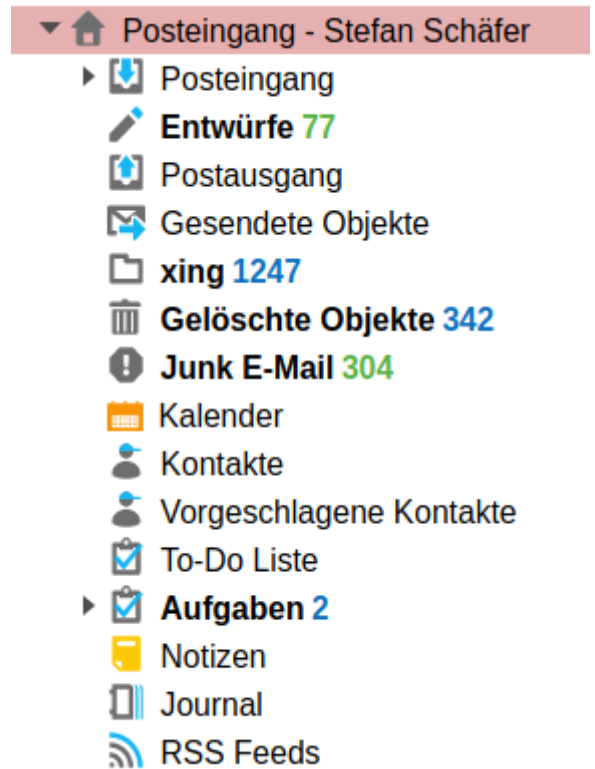 Posteingang - Stefan Schäfer
Posteingang
Entwürfe 77
Postausgang
Gesendete Objekte
xing 1247
Gelöschte Objekte 342
Junk E-Mail 304
Kalender
Kontakte
Vorgeschlagene Kontakte
To-Do Liste
Aufgaben 2
Notizen
Journal
RSS Feeds